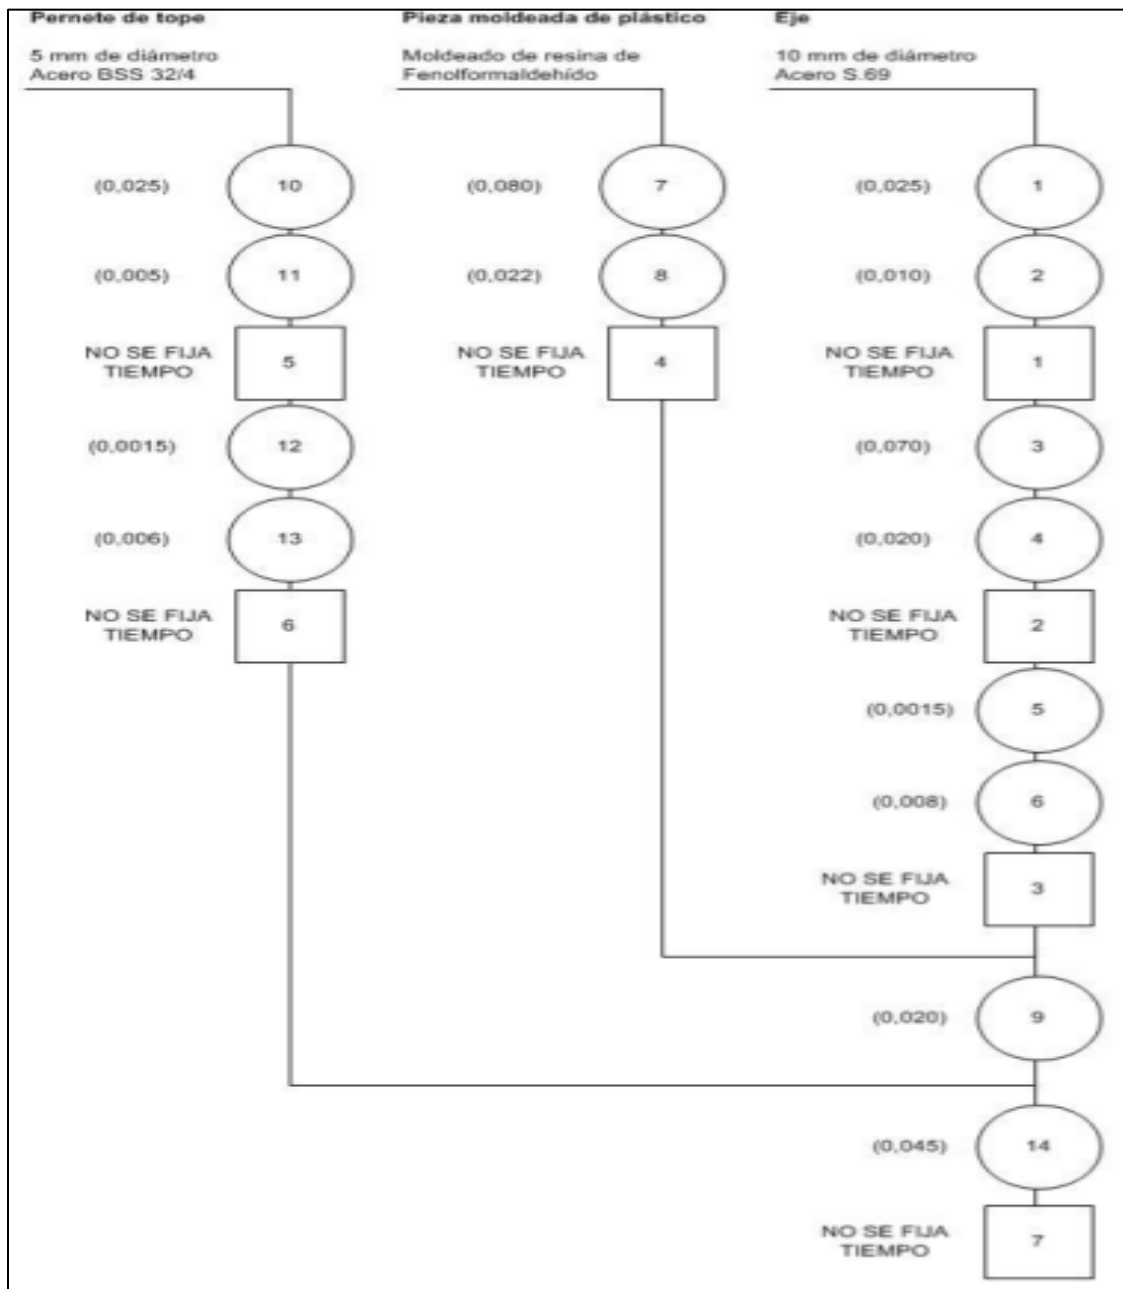 Pernete de tope
5 mm de diámetro
Acero BSS 32/4
Pieza moldeada de plástico
Moldeado de resina de
Fenolformaldehído
Eje
10 mm de diámetro
Acero S.69
(0,025) 10
(0,080) 7
(0,025) 1
(0,005) 11
(0,022) 8
(0,010) 2
NO SE FIJA
TIEMPO
5
NO SE FIJA
TIEMPO
4
NO SE FIJA
TIEMPO
1
(0,0015) 12
(0,070) 3
(0,006) 13
(0,020) 4
NO SE FIJA
TIEMPO
6
NO SE FIJA
TIEMPO
2
(0,0015) 5
(0,008) 6
NO SE FIJA
TIEMPO
3
(0,020) 9
(0,045) 14
NO SE FIJA
TIEMPO
7